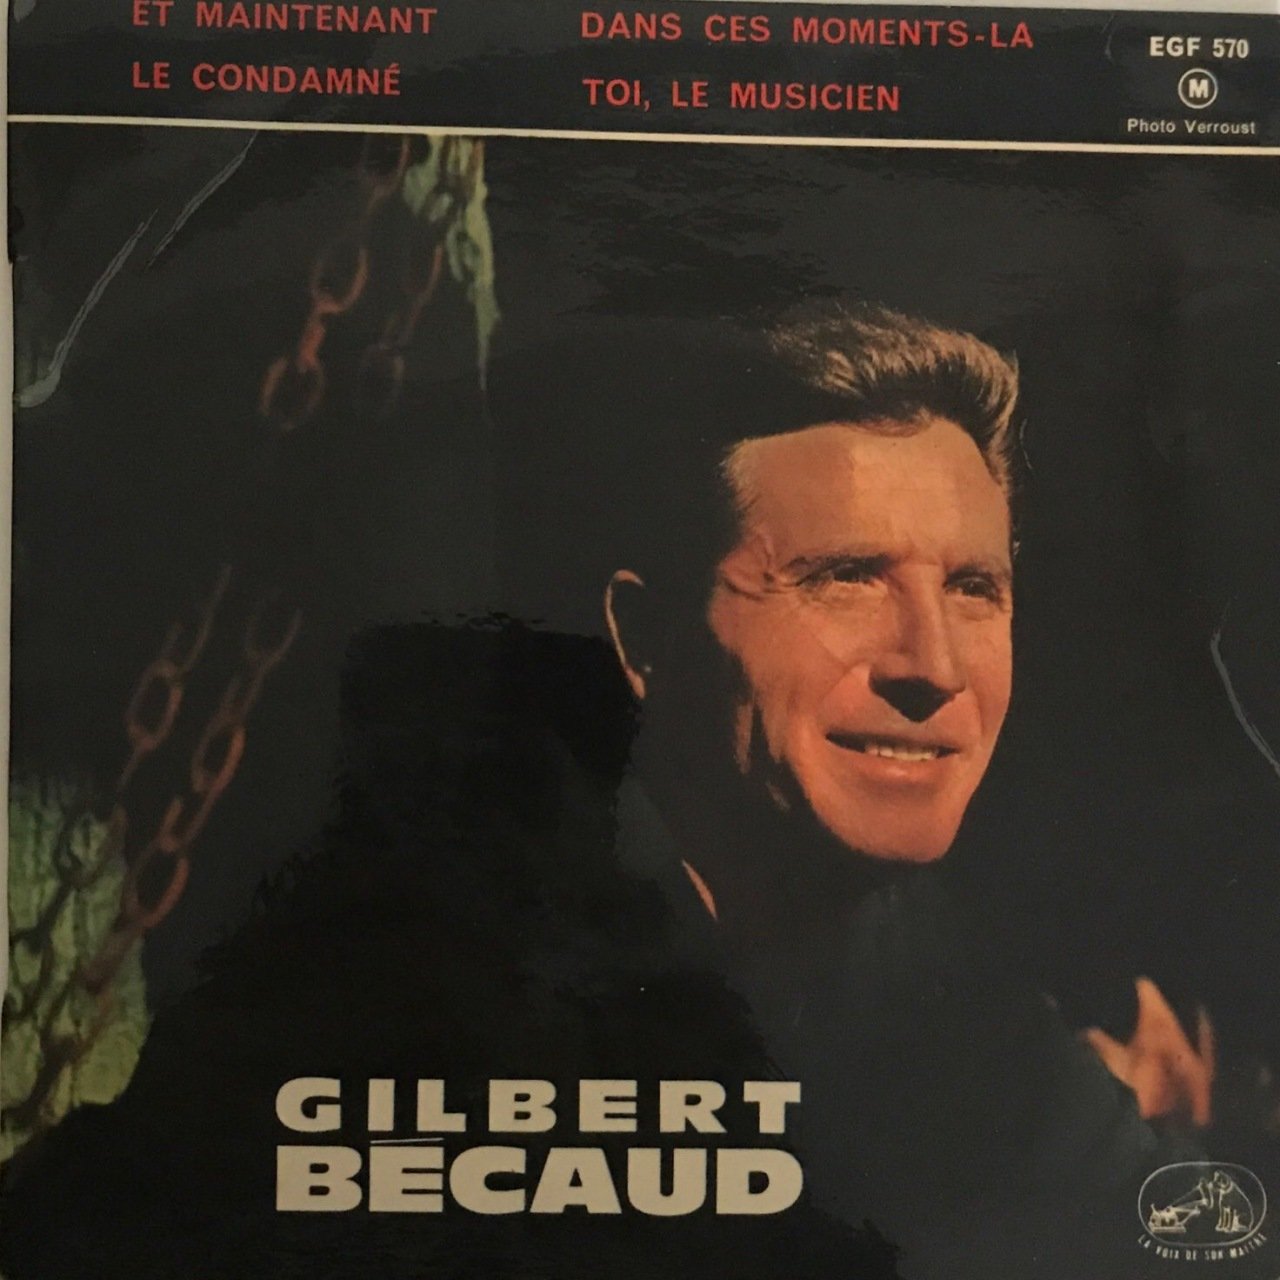 ET MAINTENANT
LE CONDAMNÉ
DANS CES MOMENTS-LA
TOI, LE MUSICIEN
EGF 570
M
Photo Verroust
GILBERT
BÉCAUD
LA VOIX DE SON MAITRE